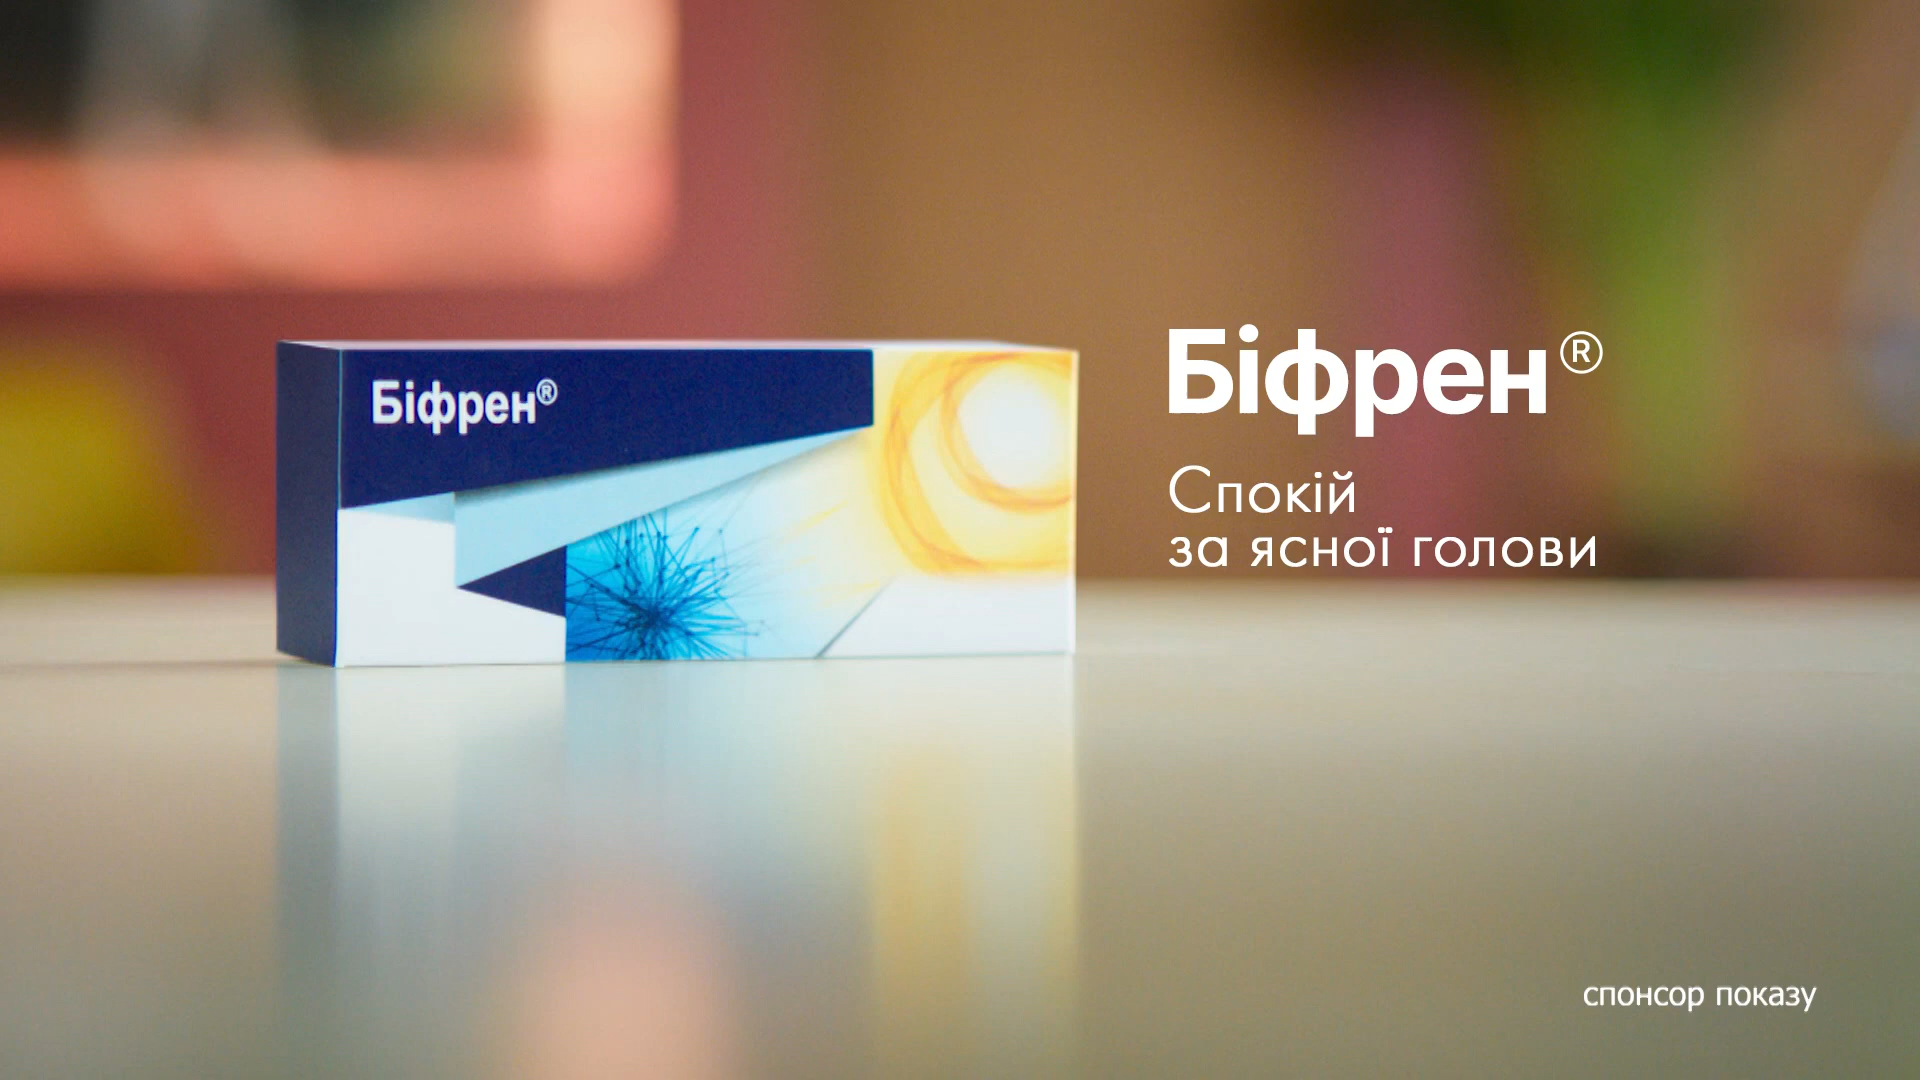 Біфрен®
Біфрен®
Спокій
за ясної голови
спонсор показу